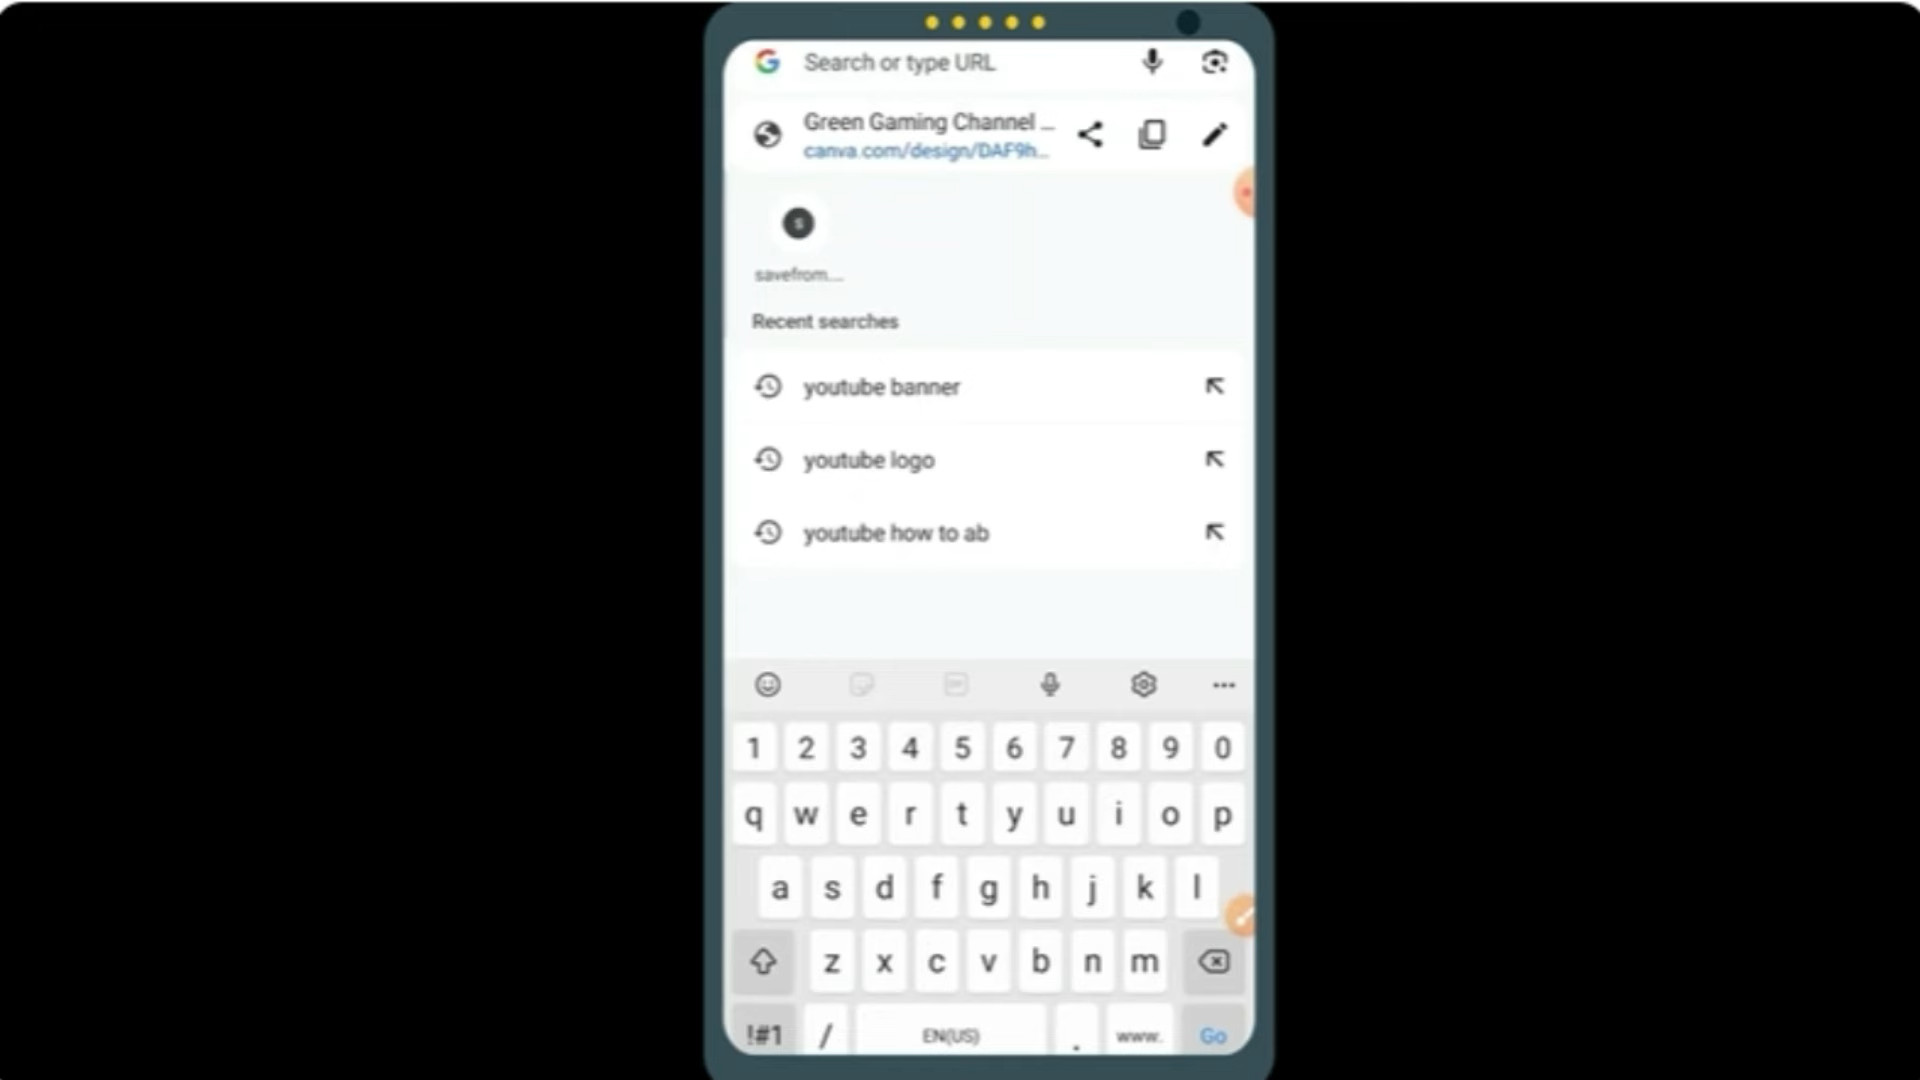 Search or type URL
Green Gaming Channel ...
canva.com/design/DAF9h...
s
savefrom....
Recent searches
youtube banner
youtube logo
youtube how to ab
1 2 3 4 5 6 7 8 9 0
q w e r t y u i o p
a s d f g h j k l
z x c v b n m
!#1 / EN(US) . www. Go